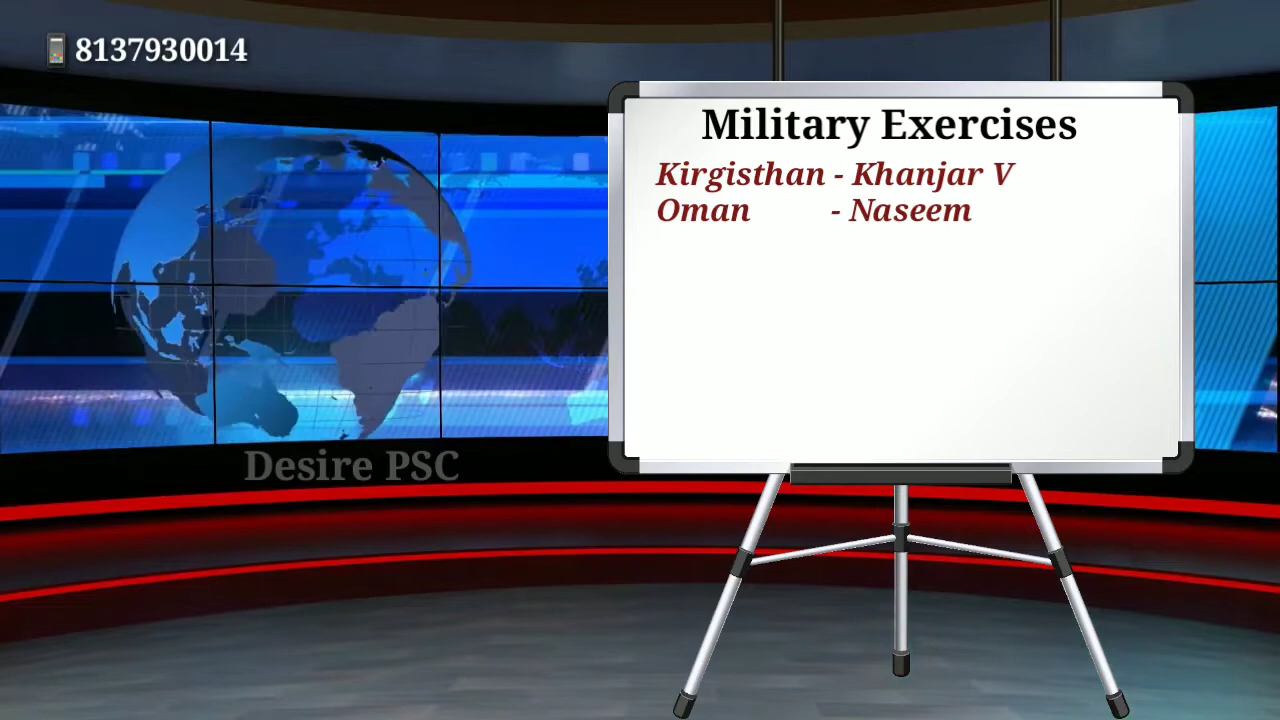 8137930014
Military Exercises
Kirgisthan - Khanjar V
Oman - Naseem
Desire PSC